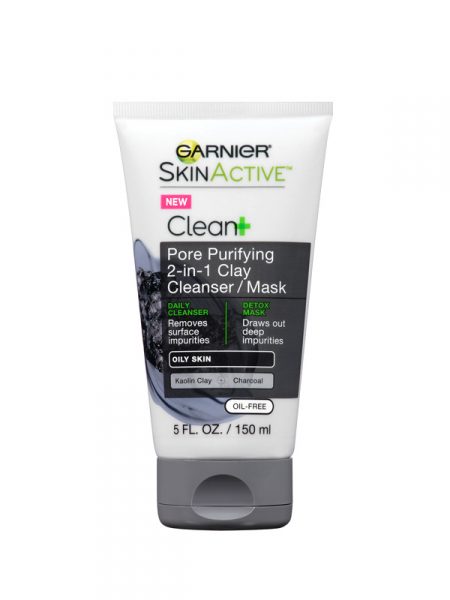 GARNIER
SKINACTIVE™
NEW
Clean+
Pore Purifying
2-in-1 Clay
Cleanser / Mask
DAILY
CLEANSER
Removes
surface
impurities
DETOX
MASK
Draws out
deep
impurities
OILY SKIN
Kaolin Clay + Charcoal
OIL-FREE
5 FL. OZ. / 150 ml